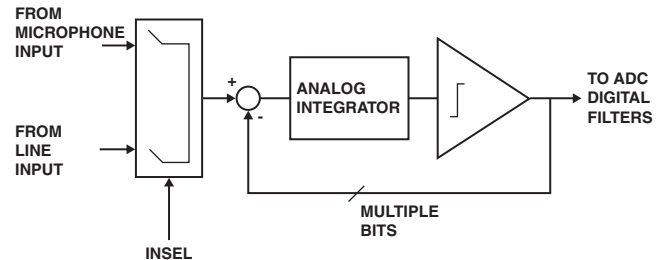 FROM
MICROPHONE
INPUT
FROM
LINE
INPUT
INSEL
+
-
ANALOG
INTEGRATOR
MULTIPLE
BITS
TO ADC
DIGITAL
FILTERS